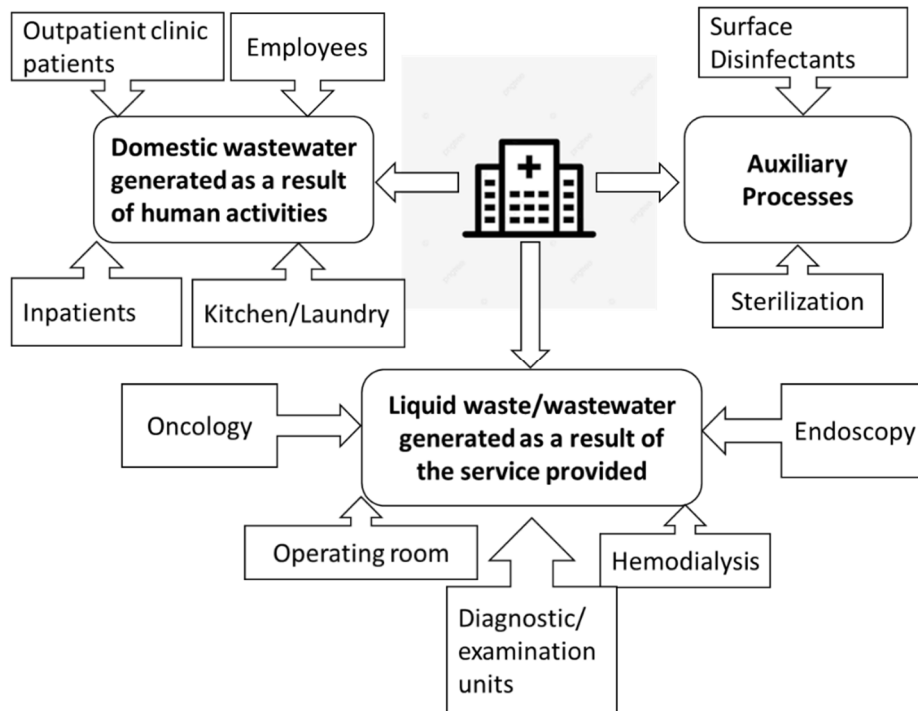 Outpatient clinic
patients
Employees
Surface
Disinfectants
Domestic wastewater
generated as a result
of human activities
Auxiliary
Processes
Inpatients
Kitchen/Laundry
Sterilization
Oncology
Liquid waste/wastewater
generated as a result of
the service provided
Endoscopy
Operating room
Hemodialysis
Diagnostic/
examination
units